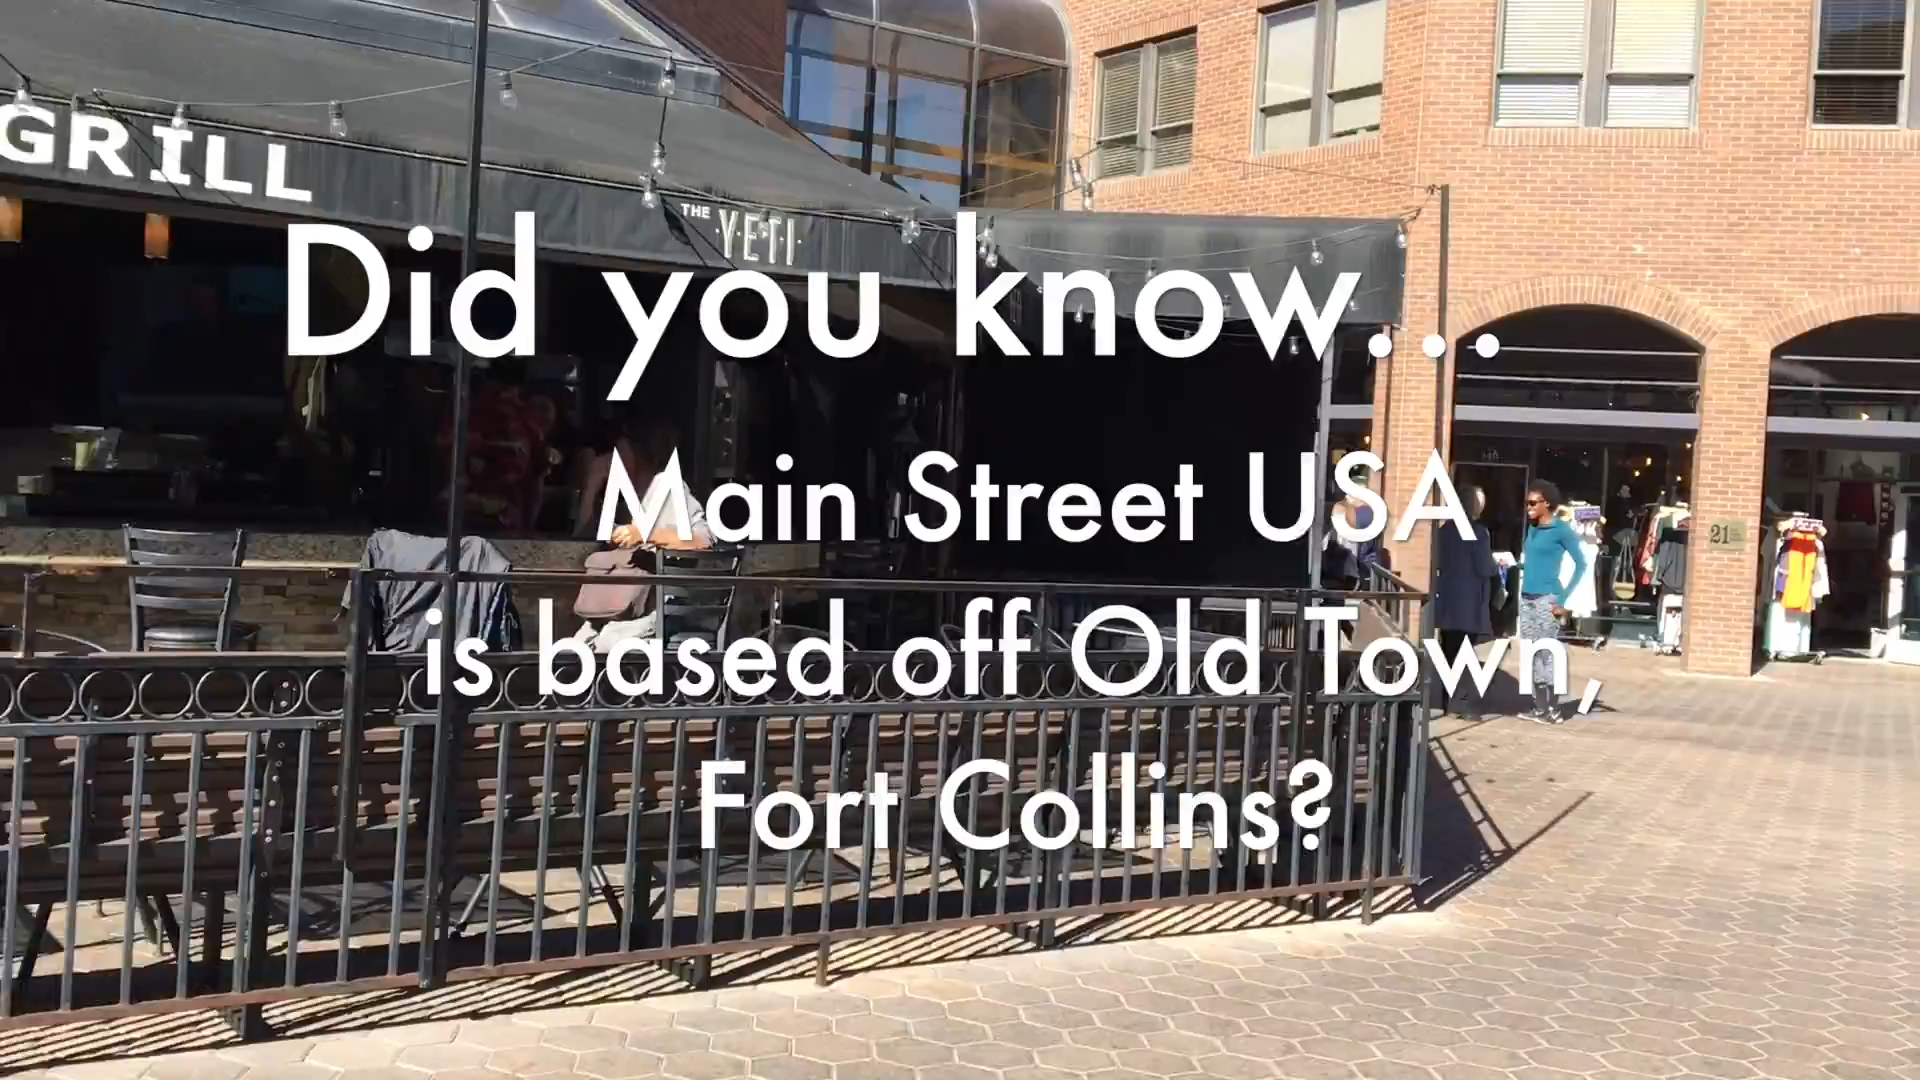 GRILL
THE YETI
Did you know...
Main Street USA
is based off Old Town,
Fort Collins?
21